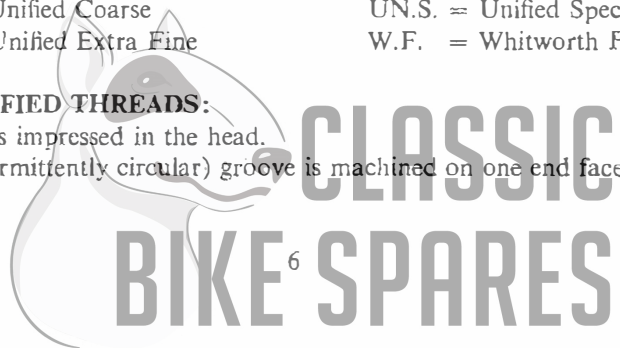 Unified Coarse UN.S. = Unified Spec
Unified Extra Fine W.F. = Whitworth F
FIED THREADS:
s impressed in the head.
rmittently circular) groove is machined on one end face
CLASSIC
BIKE SPARES
6